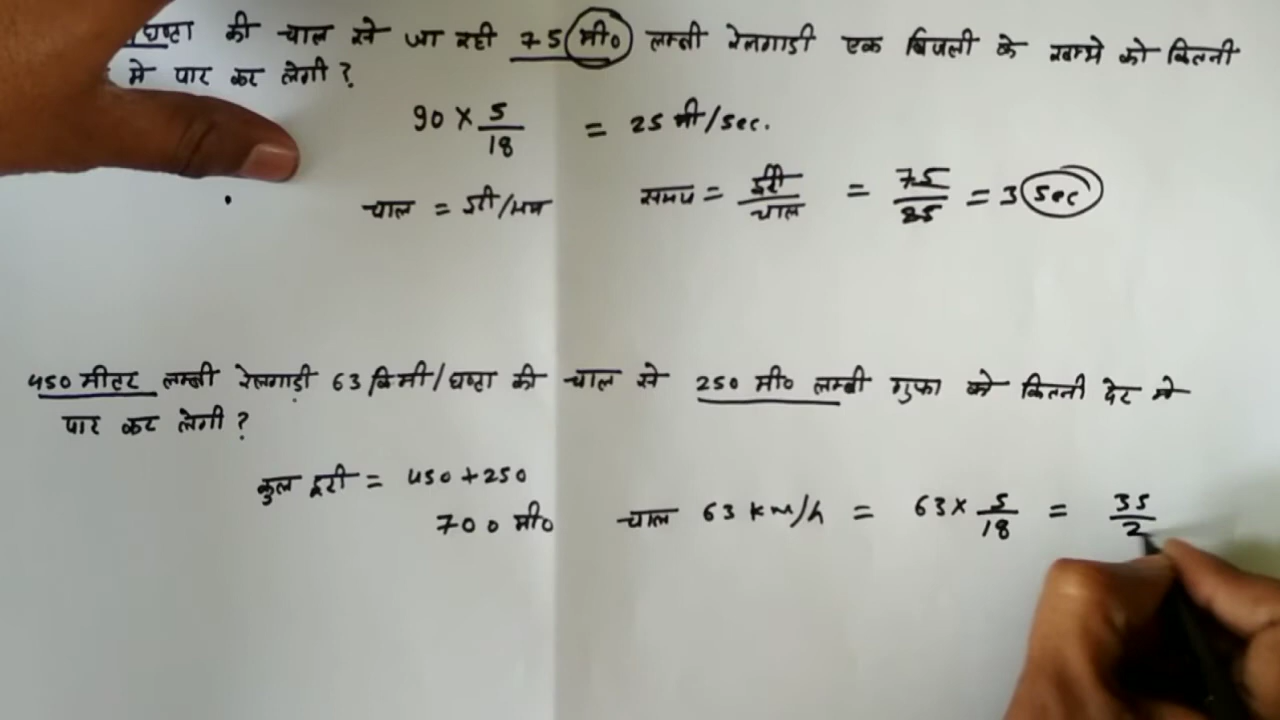 घण्टा की चाल से जा रही 75 मी० लम्बी रेलगाडी एक बिजली के खम्भे को कितनी
मे पार कर लेगी ?
90 × 5/18 = 25 मी/sec.
चाल = दूरी/समय समय = दूरी/चाल = 75/25 = 3 sec
450 मीटर लम्बी रेलगाड़ी 63 किमी/घण्टा की चाल से 250 मी० लम्बी गुफा को कितनी देर मे
पार कर लेगी ?
कुल दूरी = 450 + 250
700 मी० चाल 63 km/h = 63 × 5/18 = 35/2